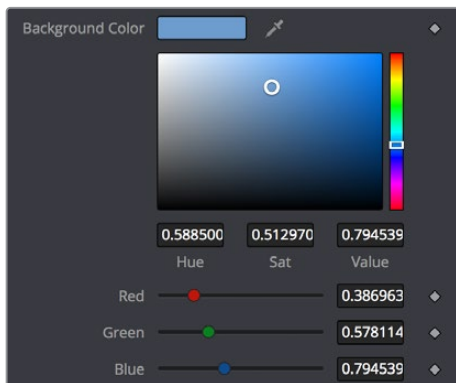 Background Color
0.588500 0.512970 0.794539
Hue Sat Value
Red 0.386963
Green 0.578114
Blue 0.794539